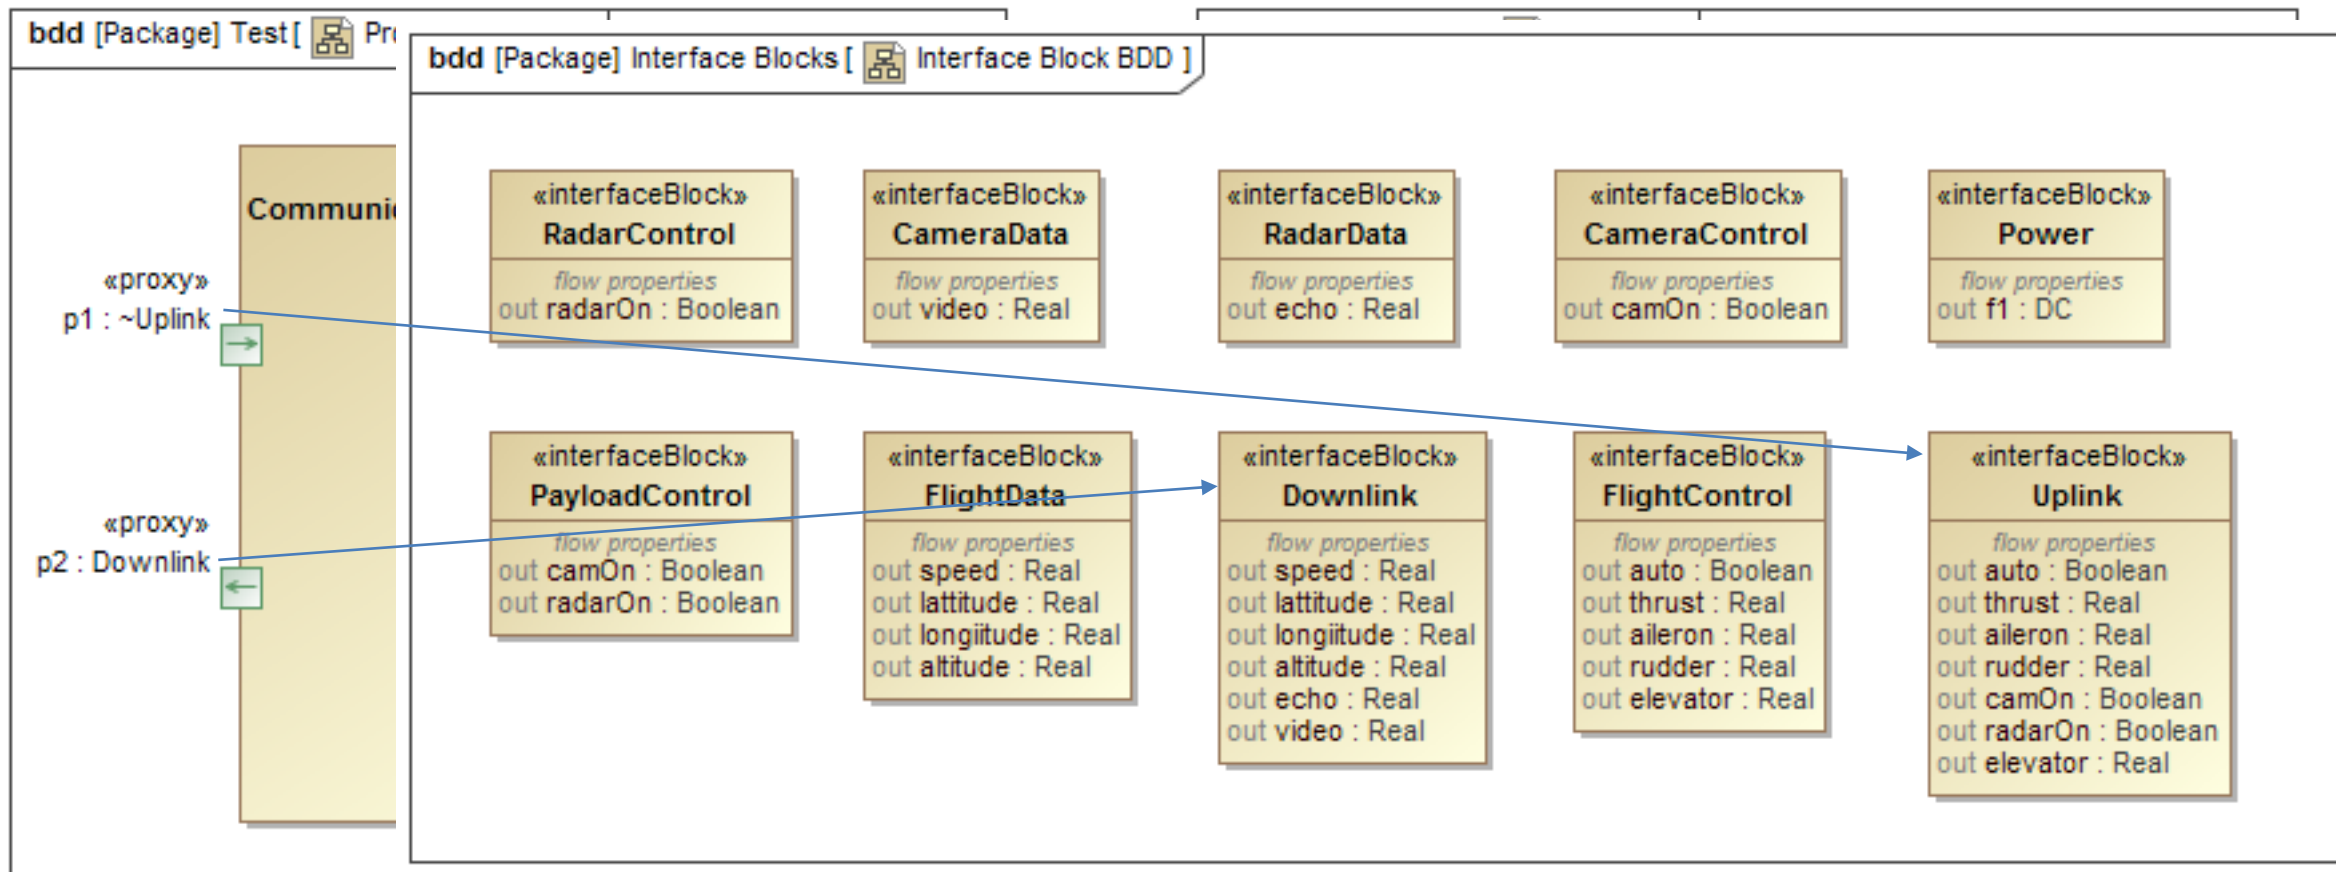 bdd [Package] Test [
bdd [Package] Interface Blocks [ Interface Block BDD ]
«proxy»
p1 : ~Uplink
«proxy»
p2 : Downlink
«interfaceBlock»
RadarControl
flow properties
out radarOn : Boolean
«interfaceBlock»
CameraData
flow properties
out video : Real
«interfaceBlock»
RadarData
flow properties
out echo : Real
«interfaceBlock»
CameraControl
flow properties
out camOn : Boolean
«interfaceBlock»
Power
flow properties
out f1 : DC
«interfaceBlock»
PayloadControl
flow properties
out camOn : Boolean
out radarOn : Boolean
«interfaceBlock»
FlightData
flow properties
out speed : Real
out lattitude : Real
out longiitude : Real
out altitude : Real
«interfaceBlock»
Downlink
flow properties
out speed : Real
out lattitude : Real
out longiitude : Real
out altitude : Real
out echo : Real
out video : Real
«interfaceBlock»
FlightControl
flow properties
out auto : Boolean
out thrust : Real
out aileron : Real
out rudder : Real
out elevator : Real
«interfaceBlock»
Uplink
flow properties
out auto : Boolean
out thrust : Real
out aileron : Real
out rudder : Real
out camOn : Boolean
out radarOn : Boolean
out elevator : Real